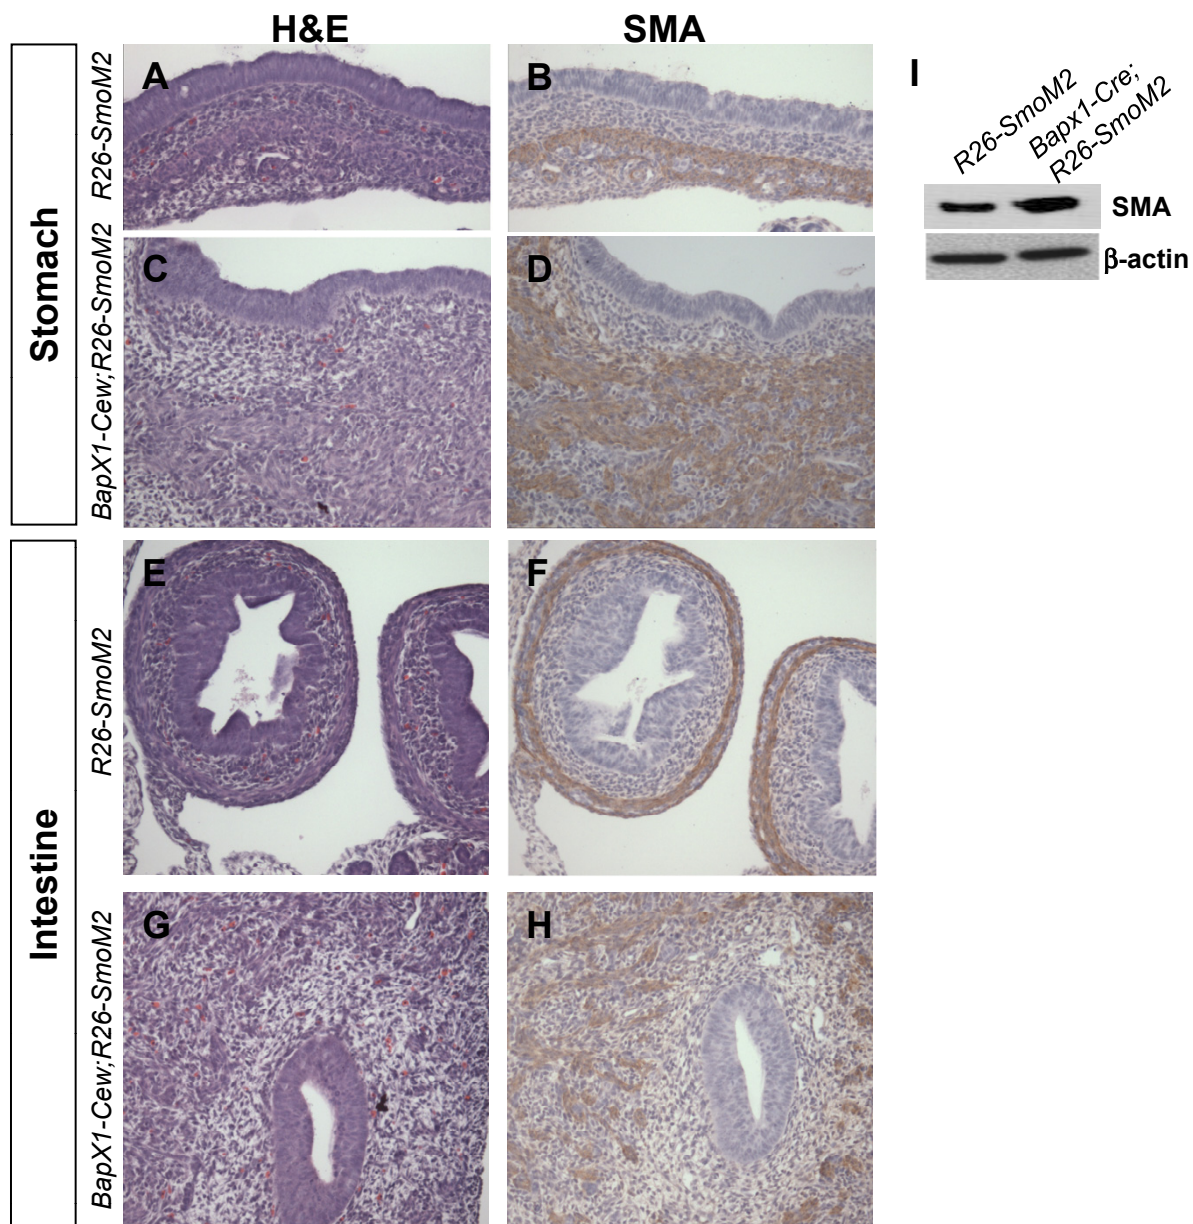 H&E
SMA
Stomach
R26-SmoM2
A
B
BapX1-Cew;R26-SmoM2
C
D
Intestine
R26-SmoM2
E
F
BapX1-Cew;R26-SmoM2
G
H
I
R26-SmoM2
Bapx1-Cre;
R26-SmoM2
SMA
β-actin